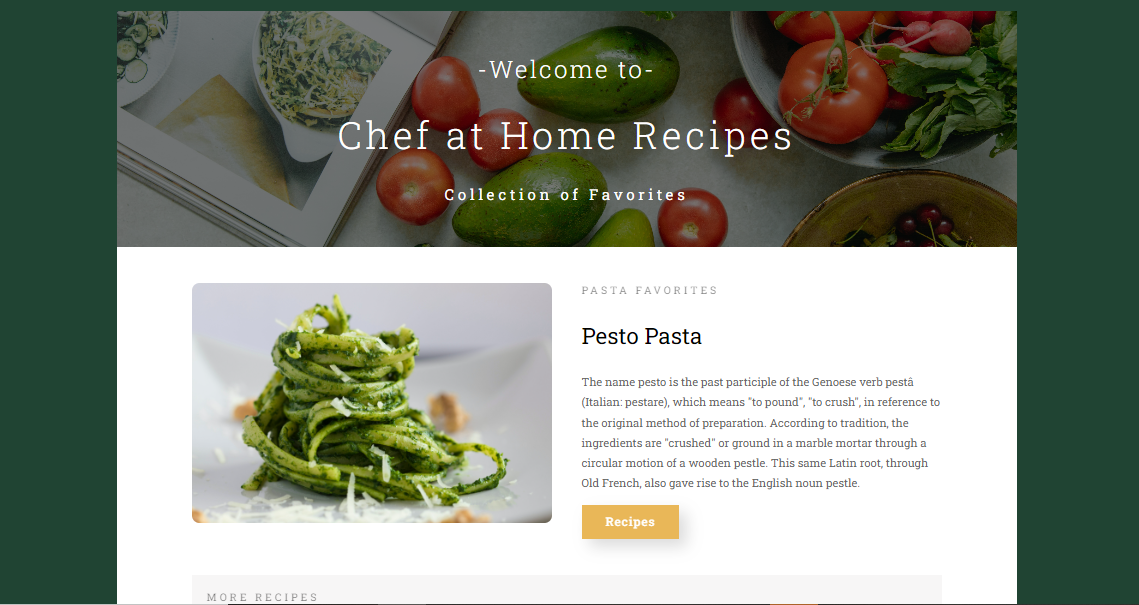 -Welcome to-
Chef at Home Recipes
Collection of Favorites
PASTA FAVORITES
Pesto Pasta
The name pesto is the past participle of the Genoese verb pestâ
(Italian: pestare), which means "to pound", "to crush", in reference to
the original method of preparation. According to tradition, the
ingredients are "crushed" or ground in a marble mortar through a
circular motion of a wooden pestle. This same Latin root, through
Old French, also gave rise to the English noun pestle.
Recipes
MORE RECIPES